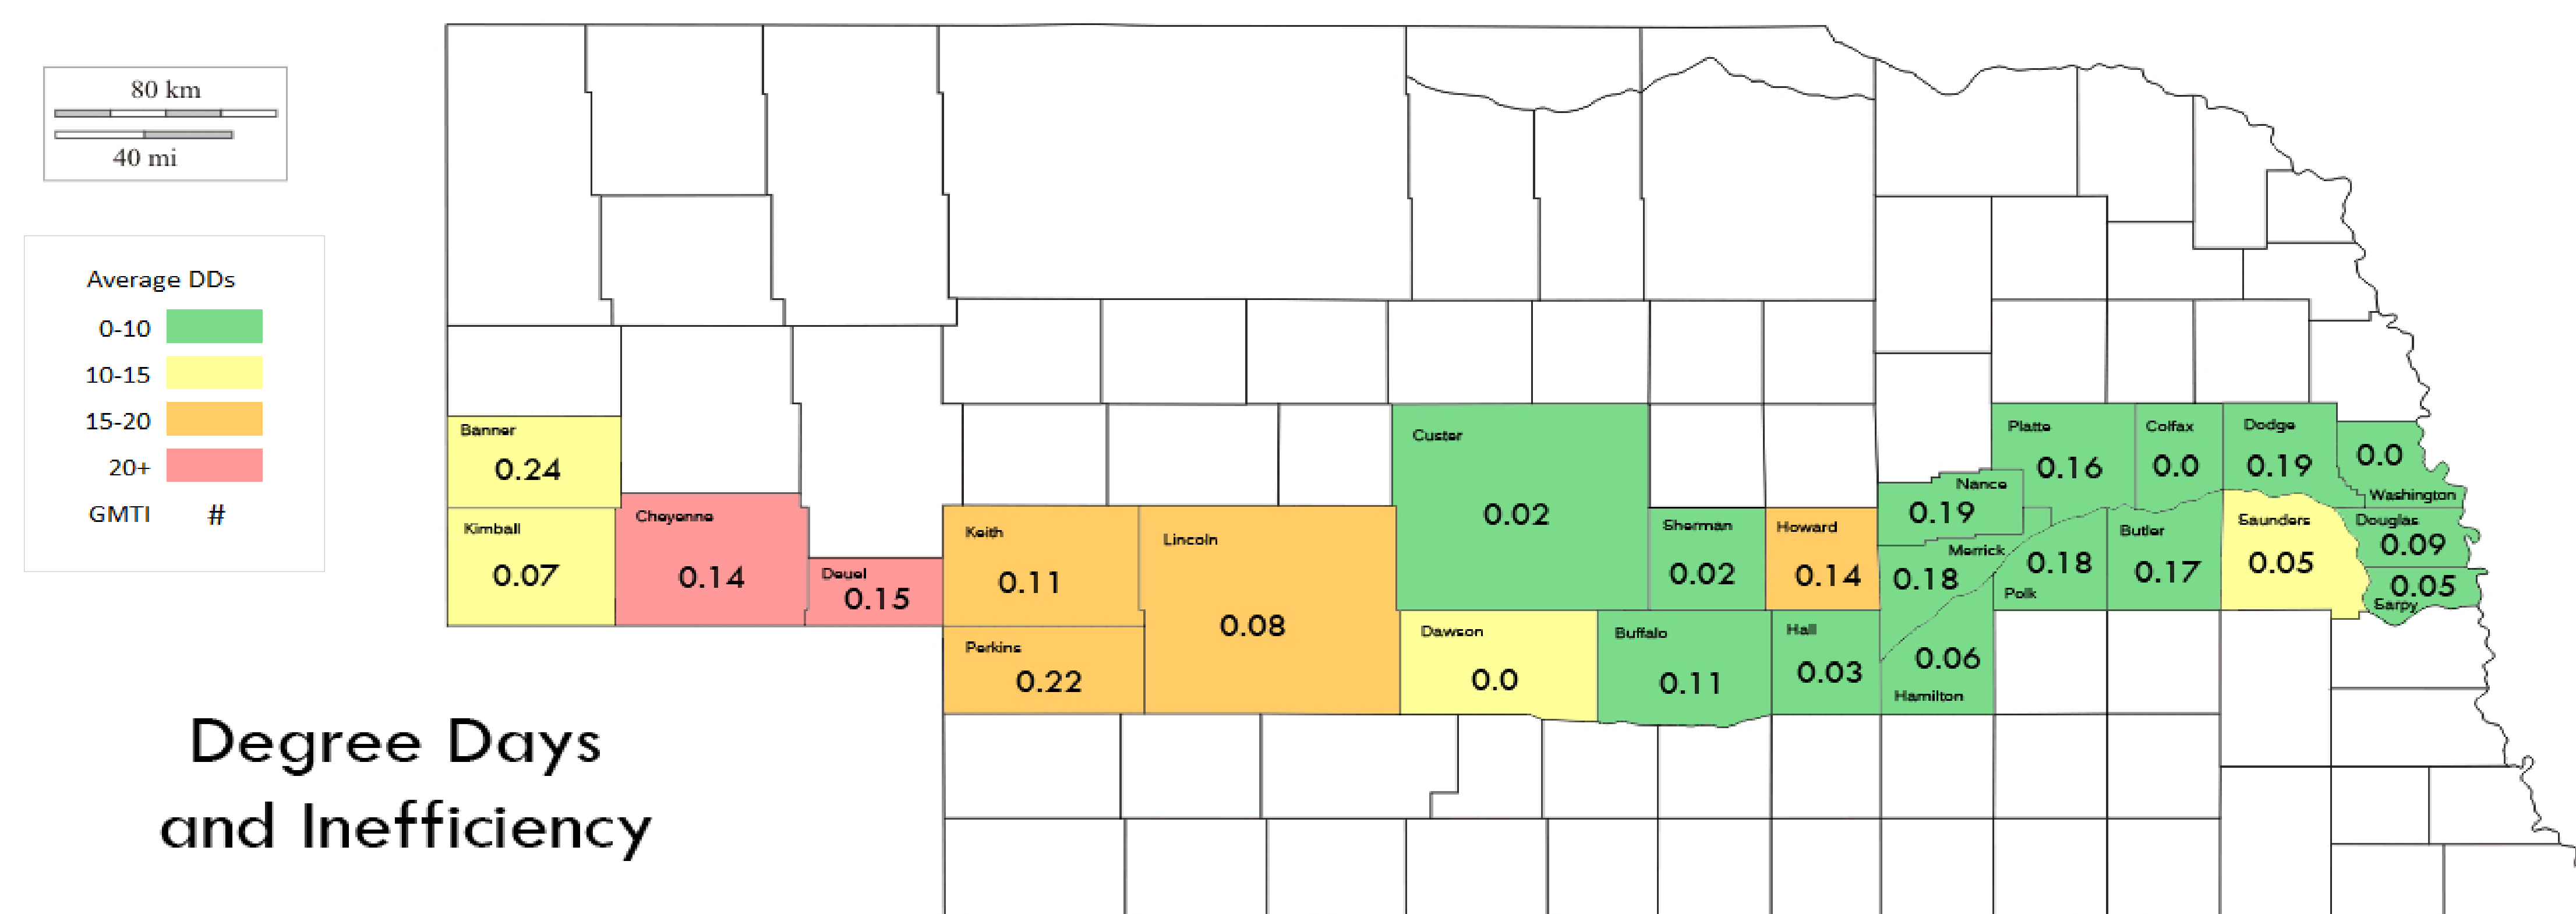 80 km
40 mi
Average DDs
0-10
10-15
15-20
20+
GMTI #
Banner
0.24
Kimball
0.07
Cheyenne
0.14
Deuel
0.15
Keith
0.11
Perkins
0.22
Lincoln
0.08
Custer
0.02
Dawson
0.0
Sherman
0.02
Buffalo
0.11
Howard
0.14
Hall
0.03
Nance
0.19
Merrick
0.18
0.06
Hamilton
Platte
0.16
0.18
Polk
Colfax
0.0
Butler
0.17
Dodge
0.19
Saunders
0.05
0.0
Washington
Douglas
0.09
0.05
Sarpy
Degree Days
and Inefficiency